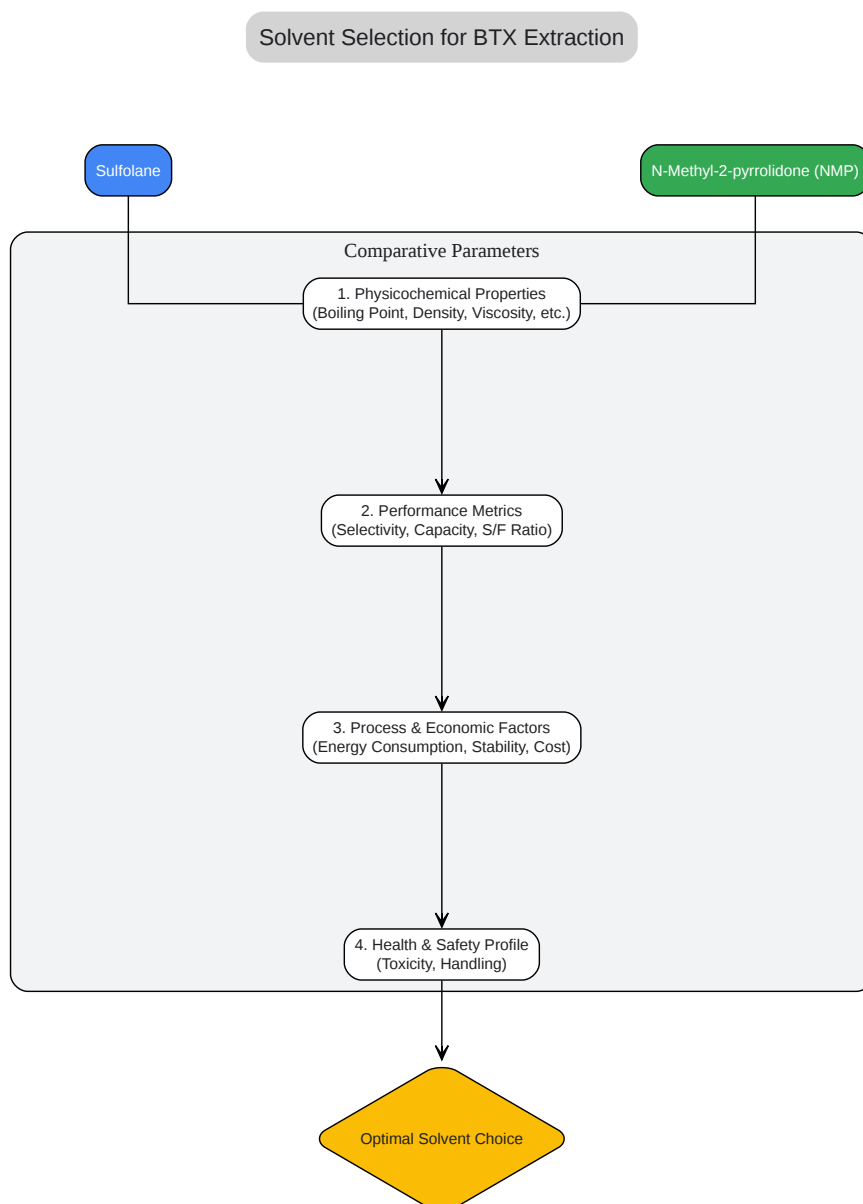 Solvent Selection for BTX Extraction
Sulfolane
N-Methyl-2-pyrrolidone (NMP)
Comparative Parameters
1. Physicochemical Properties
(Boiling Point, Density, Viscosity, etc.)
2. Performance Metrics
(Selectivity, Capacity, S/F Ratio)
3. Process & Economic Factors
(Energy Consumption, Stability, Cost)
4. Health & Safety Profile
(Toxicity, Handling)
Optimal Solvent Choice